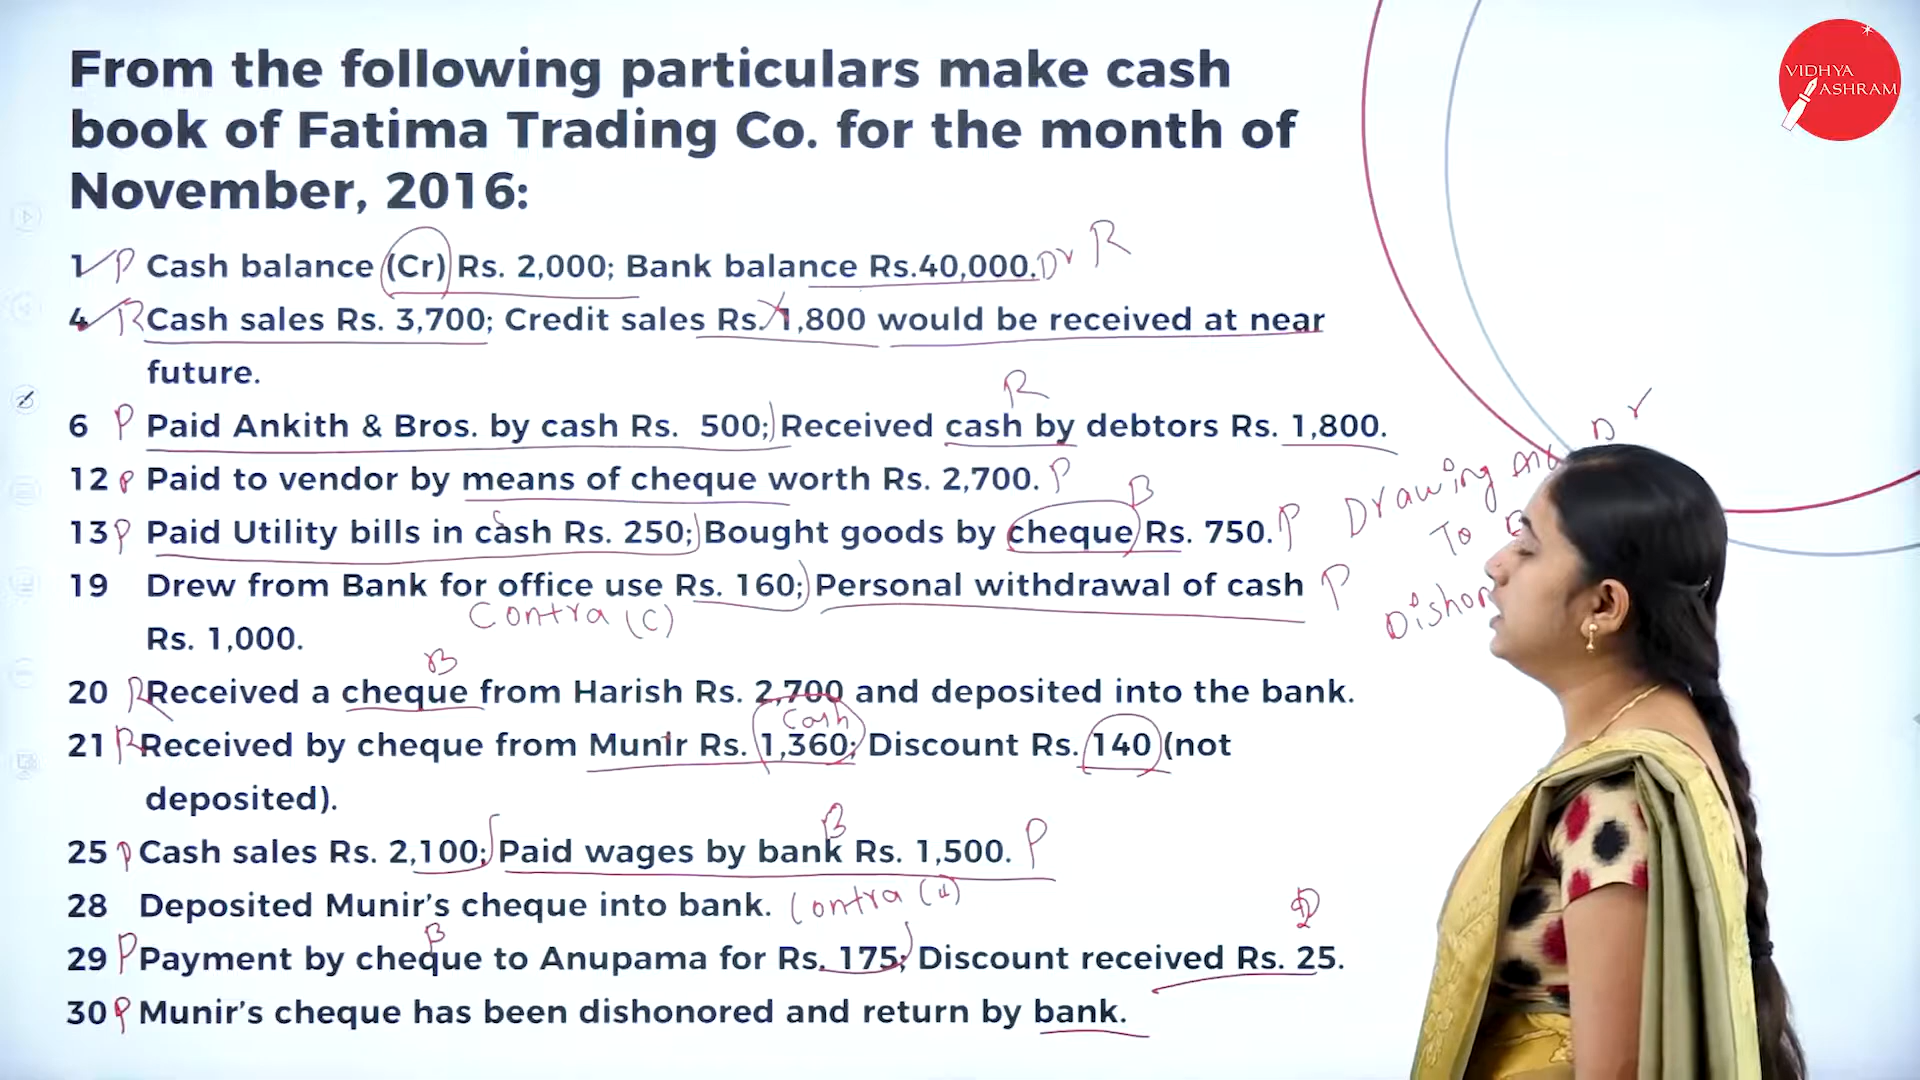 From the following particulars make cash
book of Fatima Trading Co. for the month of
November, 2016:
VIDHYA
ASHRAM
1 P Cash balance (Cr) Rs. 2,000; Bank balance Rs.40,000. Dr R
4 R Cash sales Rs. 3,700; Credit sales Rs. 1,800 would be received at near
future.
R
6 P Paid Ankith & Bros. by cash Rs. 500; Received cash by debtors Rs. 1,800.
Dr
12 P Paid to vendor by means of cheque worth Rs. 2,700. P
B
Drawing
13 P Paid Utility bills in cash Rs. 250; Bought goods by cheque Rs. 750. P
To
19 Drew from Bank for office use Rs. 160; Personal withdrawal of cash P
Contra (C)
Rs. 1,000.
B
20 R Received a cheque from Harish Rs. 2,700 and deposited into the bank.
Cash
21 R Received by cheque from Munir Rs. 1,360; Discount Rs. 140 (not
deposited).
B
25 P Cash sales Rs. 2,100; Paid wages by bank Rs. 1,500. P
28 Deposited Munir's cheque into bank. Contra
B
29 P Payment by cheque to Anupama for Rs. 175; Discount received Rs. 25.
30 P Munir's cheque has been dishonored and return by bank.